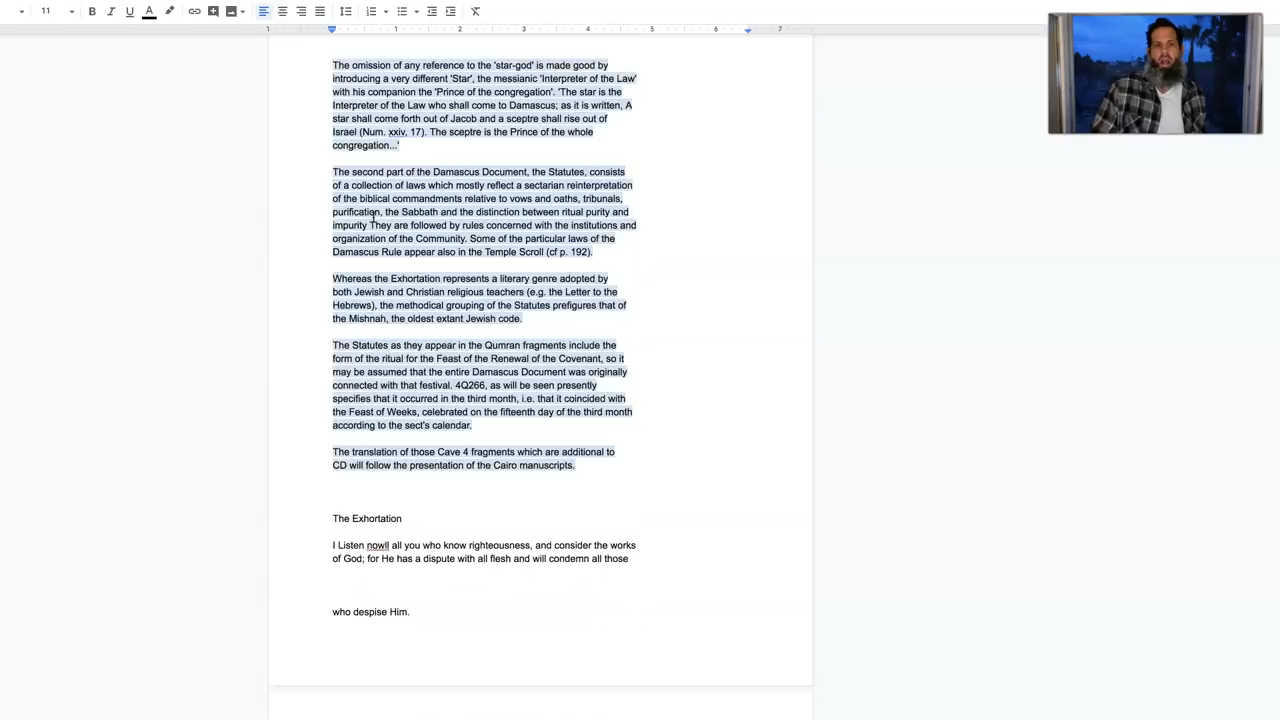 11
B I U A
1 1 2 3 4 5 6 7
The omission of any reference to the 'star-god' is made good by
introducing a very different 'Star', the messianic 'Interpreter of the Law'
with his companion the 'Prince of the congregation'. 'The star is the
Interpreter of the Law who shall come to Damascus; as it is written, A
star shall come forth out of Jacob and a sceptre shall rise out of
Israel (Num. xxiv, 17). The sceptre is the Prince of the whole
congregation...'
The second part of the Damascus Document, the Statutes, consists
of a collection of laws which mostly reflect a sectarian reinterpretation
of the biblical commandments relative to vows and oaths, tribunals,
purification, the Sabbath and the distinction between ritual purity and
impurity They are followed by rules concerned with the institutions and
organization of the Community. Some of the particular laws of the
Damascus Rule appear also in the Temple Scroll (cf p. 192).
Whereas the Exhortation represents a literary genre adopted by
both Jewish and Christian religious teachers (e.g. the Letter to the
Hebrews), the methodical grouping of the Statutes prefigures that of
the Mishnah, the oldest extant Jewish code.
The Statutes as they appear in the Qumran fragments include the
form of the ritual for the Feast of the Renewal of the Covenant, so it
may be assumed that the entire Damascus Document was originally
connected with that festival. 4Q266, as will be seen presently
specifies that it occurred in the third month, i.e. that it coincided with
the Feast of Weeks, celebrated on the fifteenth day of the third month
according to the sect's calendar.
The translation of those Cave 4 fragments which are additional to
CD will follow the presentation of the Cairo manuscripts.
The Exhortation
I Listen nowll all you who know righteousness, and consider the works
of God; for He has a dispute with all flesh and will condemn all those
who despise Him.